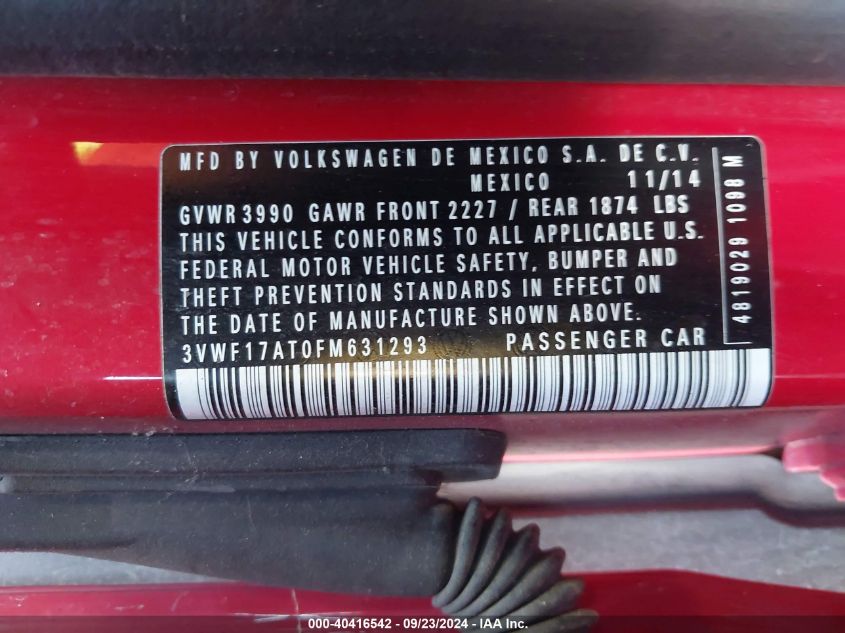 MFD BY VOLKSWAGEN DE MEXICO S.A. DE C.V.
MEXICO 11/14
GVWR 3990 GAWR FRONT 2227 / REAR 1874 LBS
THIS VEHICLE CONFORMS TO ALL APPLICABLE U.S.
FEDERAL MOTOR VEHICLE SAFETY, BUMPER AND
THEFT PREVENTION STANDARDS IN EFFECT ON
THE DATE OF MANUFACTURE SHOWN ABOVE.
3VWF17AT0FM631293 PASSENGER CAR
4819029 1098 M
000-40416542 - 09/23/2024 - IAA Inc.